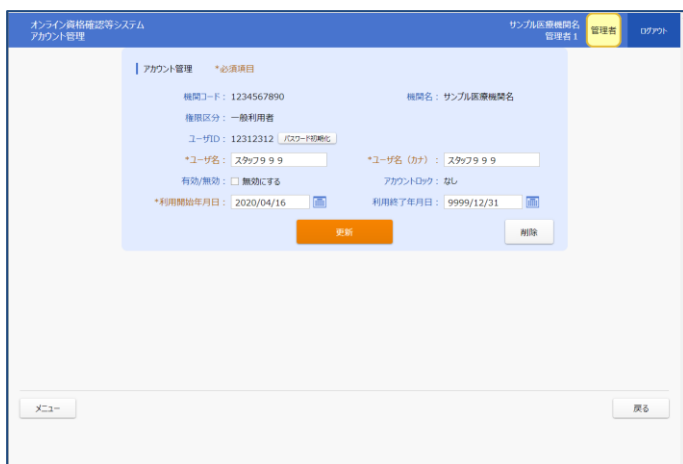 オンライン資格確認等システム
アカウント管理
サンプル医療機関名
管理者1
管理者
ログアウト
アカウント管理 *必須項目
機関コード： 1234567890 機関名： サンプル医療機関名
権限区分： 一般利用者
ユーザID： 12312312 パスワード初期化
*ユーザ名： スタッフ９９９ *ユーザ名（カナ）： スタッフ９９９
有効/無効： 無効にする アカウントロック： なし
*利用開始年月日： 2020/04/16 利用終了年月日： 9999/12/31
更新 削除
メニュー 戻る